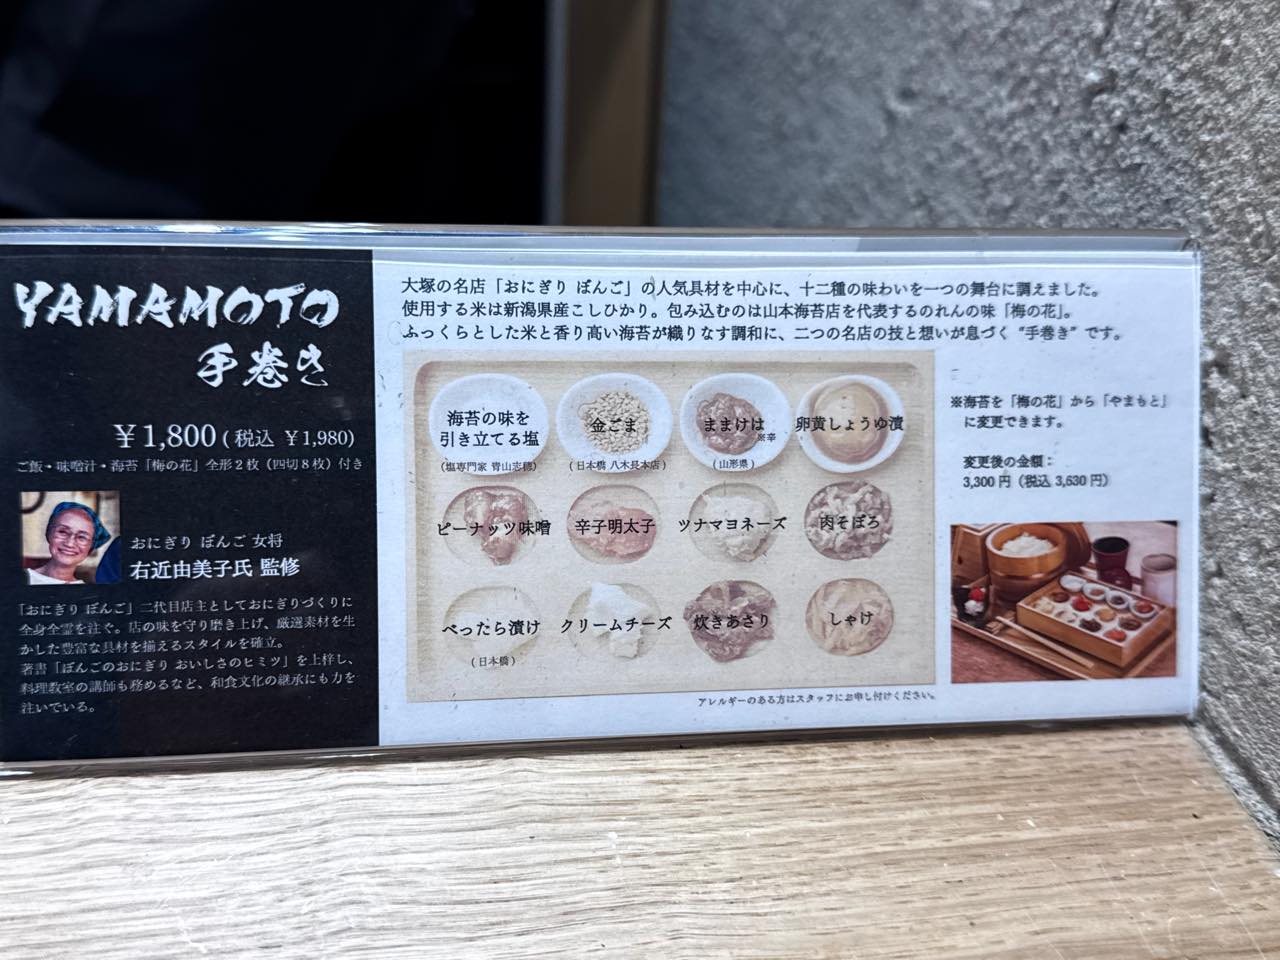 YAMAMOTO
手巻き
￥1,800 (税込 ￥1,980)
ご飯・味噌汁・海苔「梅の花」全形2枚（四切8枚）付き
おにぎり ぼんご 女将
右近由美子氏 監修
「おにぎり ぼんご」二代目店主としておにぎりづくりに
全身全霊を注ぐ。店の味を守り磨き上げ、厳選素材を生
かした豊富な具材を揃えるスタイルを確立。
著書「ぼんごのおにぎり おいしさのヒミツ」を上梓し、
料理教室の講師も務めるなど、和食文化の継承にも力を
注いでいる。
大塚の名店「おにぎり ぼんご」の人気具材を中心に、十二種の味わいを一つの舞台に調えました。
使用する米は新潟県産こしひかり。包み込むのは山本海苔店を代表するのれんの味「梅の花」。
ふっくらとした米と香り高い海苔が織りなす調和に、二つの名店の技と想いが息づく “手巻き” です。
海苔の味を
引き立てる塩
（塩専門家 青山志穂）
金ごま
（日本橋 八木長本店）
ままけは
※辛
（山形県）
卵黄しょうゆ漬
ピーナッツ味噌
辛子明太子
ツナマヨネーズ
肉そぼろ
べったら漬け
（日本橋）
クリームチーズ
炊きあさり
しゃけ
アレルギーのある方はスタッフにお申し付けください。
※海苔を「梅の花」から「やまもと」
に変更できます。
変更後の金額：
3,300 円（税込 3,630 円）